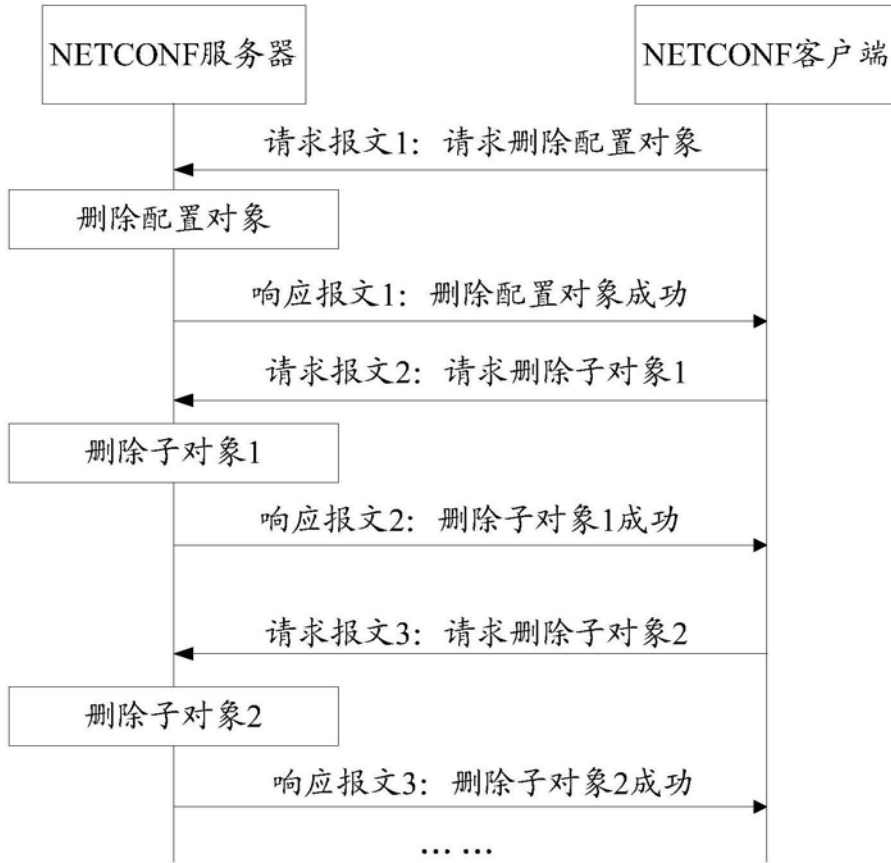 NETCONF服务器
NETCONF客户端
请求报文1：请求删除配置对象
删除配置对象
响应报文1：删除配置对象成功
请求报文2：请求删除子对象1
删除子对象1
响应报文2：删除子对象1成功
请求报文3：请求删除子对象2
删除子对象2
响应报文3：删除子对象2成功
… …